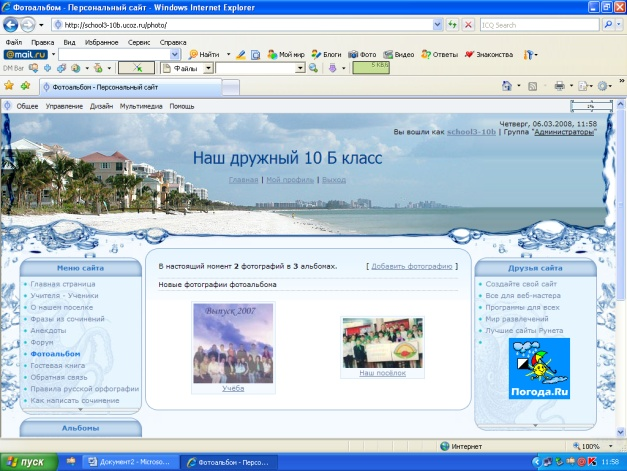 Фотоальбом - Персональный сайт - Windows Internet Explorer
http://school3-10b.ucoz.ru/photo/
ICQ Search
Файл Правка Вид Избранное Сервис Справка
@mail.ru Найти Мой мир Блоги Фото Видео Ответы Знакомства
DM Bar Файлы 5 KB/s
Фотоальбом - Персональный сайт
Общее Управление Дизайн Мультимедиа Помощь
1%
Четверг, 06.03.2008, 11:58
Вы вошли как school3-10b | Группа "Администраторы"
Наш дружный 10 Б класс
Главная | Мой профиль | Выход
Меню сайта
Главная страница
Учителя - Ученики
О нашем поселке
Фразы из сочинений
Анекдоты
Форум
Фотоальбом
Гостевая книга
Обратная связь
Правила русской орфографии
Как написать сочинение
Альбомы
В настоящий момент 2 фотографий в 3 альбомах. [ Добавить фотографию ]
Новые фотографии фотоальбома
Выпуск 2007
Учёба
Наш посёлок
Друзья сайта
Создайте свой сайт
Все для веб-мастера
Программы для всех
Мир развлечений
Лучшие сайты Рунета
Погода.Ru
Интернет 100%
пуск Документ2 - Microso... Фотоальбом - Персо... 11:58